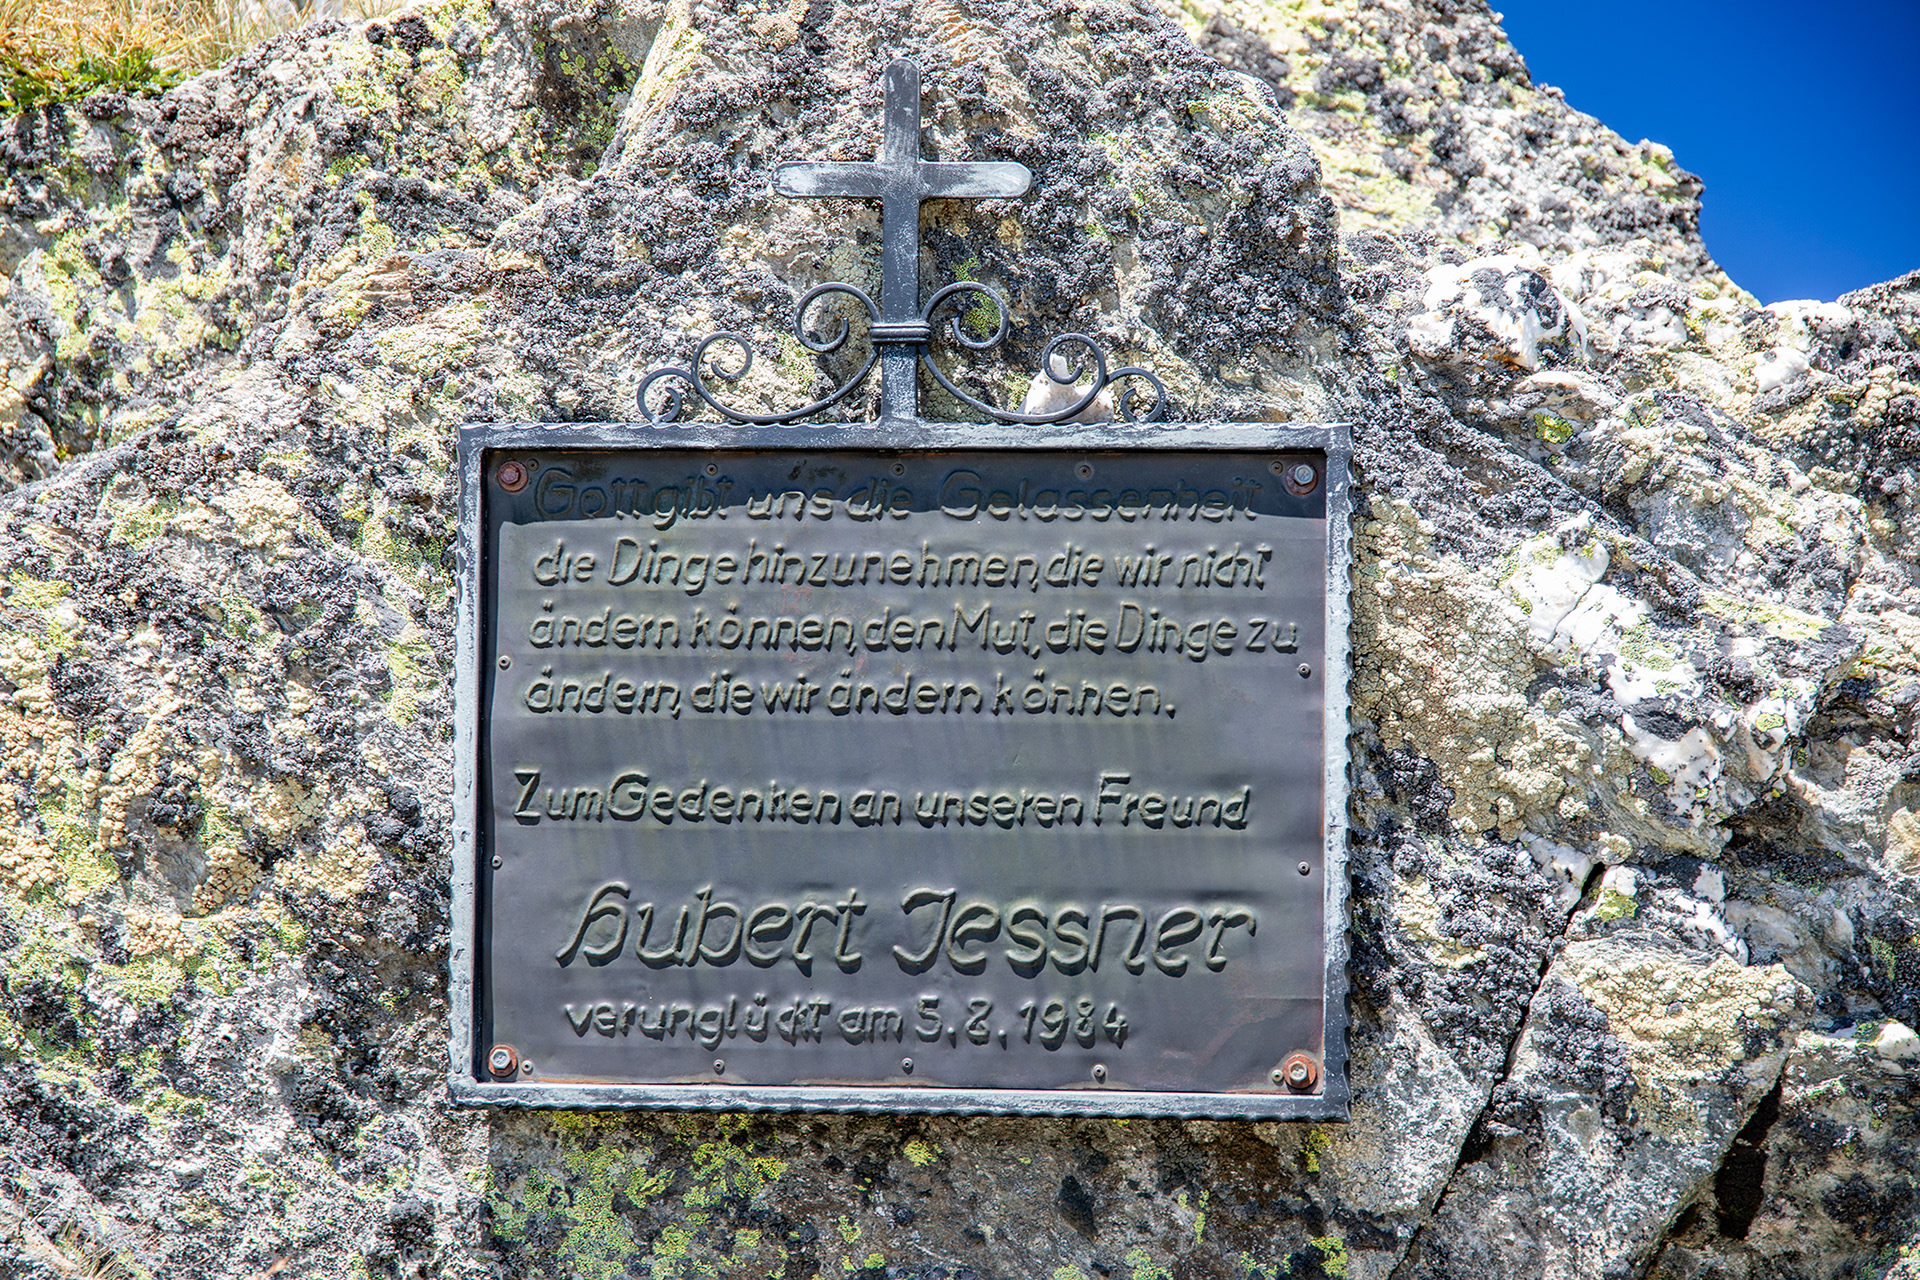 Gott gibt uns die Gelassenheit
die Dinge hinzunehmen, die wir nicht
ändern können, den Mut, die Dinge zu
ändern, die wir ändern können.
Zum Gedenken an unseren Freund
Hubert Jessner
verunglückt am 5.8.1984